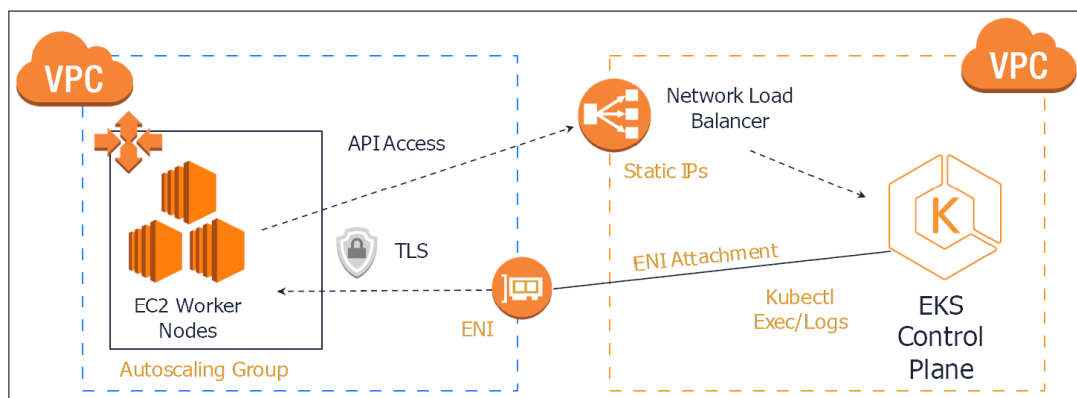 VPC
VPC
API Access
Network Load
Balancer
Static IPs
TLS
ENI Attachment
EC2 Worker
Nodes
ENI
Kubectl
Exec/Logs
K
EKS
Control
Plane
Autoscaling Group